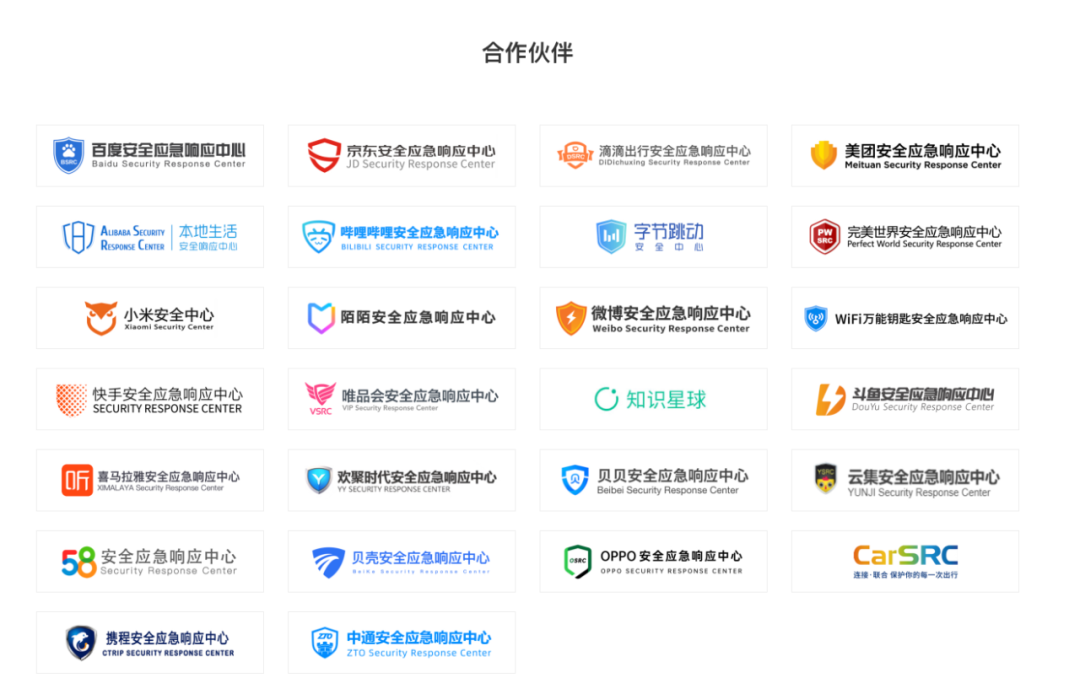 合作伙伴
百度安全应急响应中心
Baidu Security Response Center
BSRC
京东安全应急响应中心
JD Security Response Center
滴滴出行安全应急响应中心
DiDichuxing Security Response Center
DSRC
美团安全应急响应中心
Meituan Security Response Center
ALIBABA SECURITY
RESPONSE CENTER
本地生活
安全响应中心
哔哩哔哩安全应急响应中心
BILIBILI SECURITY RESPONSE CENTER
字节跳动
安全中心
PW
SRC
完美世界安全应急响应中心
Perfect World Security Response Center
小米安全中心
Xiaomi Security Center
陌陌安全应急响应中心
微博安全应急响应中心
Weibo Security Response Center
WiFi万能钥匙安全应急响应中心
快手安全应急响应中心
SECURITY RESPONSE CENTER
VSRC
唯品会安全应急响应中心
VIP Security Response Center
知识星球
斗鱼安全应急响应中心
DouYu Security Response Center
听
喜马拉雅安全应急响应中心
XIMALAYA Security Response Center
欢聚时代安全应急响应中心
YY SECURITY RESPONSE CENTER
贝
贝贝安全应急响应中心
Beibei Security Response Center
YSRC
云集安全应急响应中心
YUNJI Security Response Center
58
安全应急响应中心
Security Response Center
贝壳安全应急响应中心
BeiKe Security Response Center
OSRC
OPPO 安全应急响应中心
OPPO SECURITY RESPONSE CENTER
CarSRC
连接·联合 保护你的每一次出行
携程安全应急响应中心
CTRIP SECURITY RESPONSE CENTER
ZTO
中通安全应急响应中心
ZTO Security Response Center